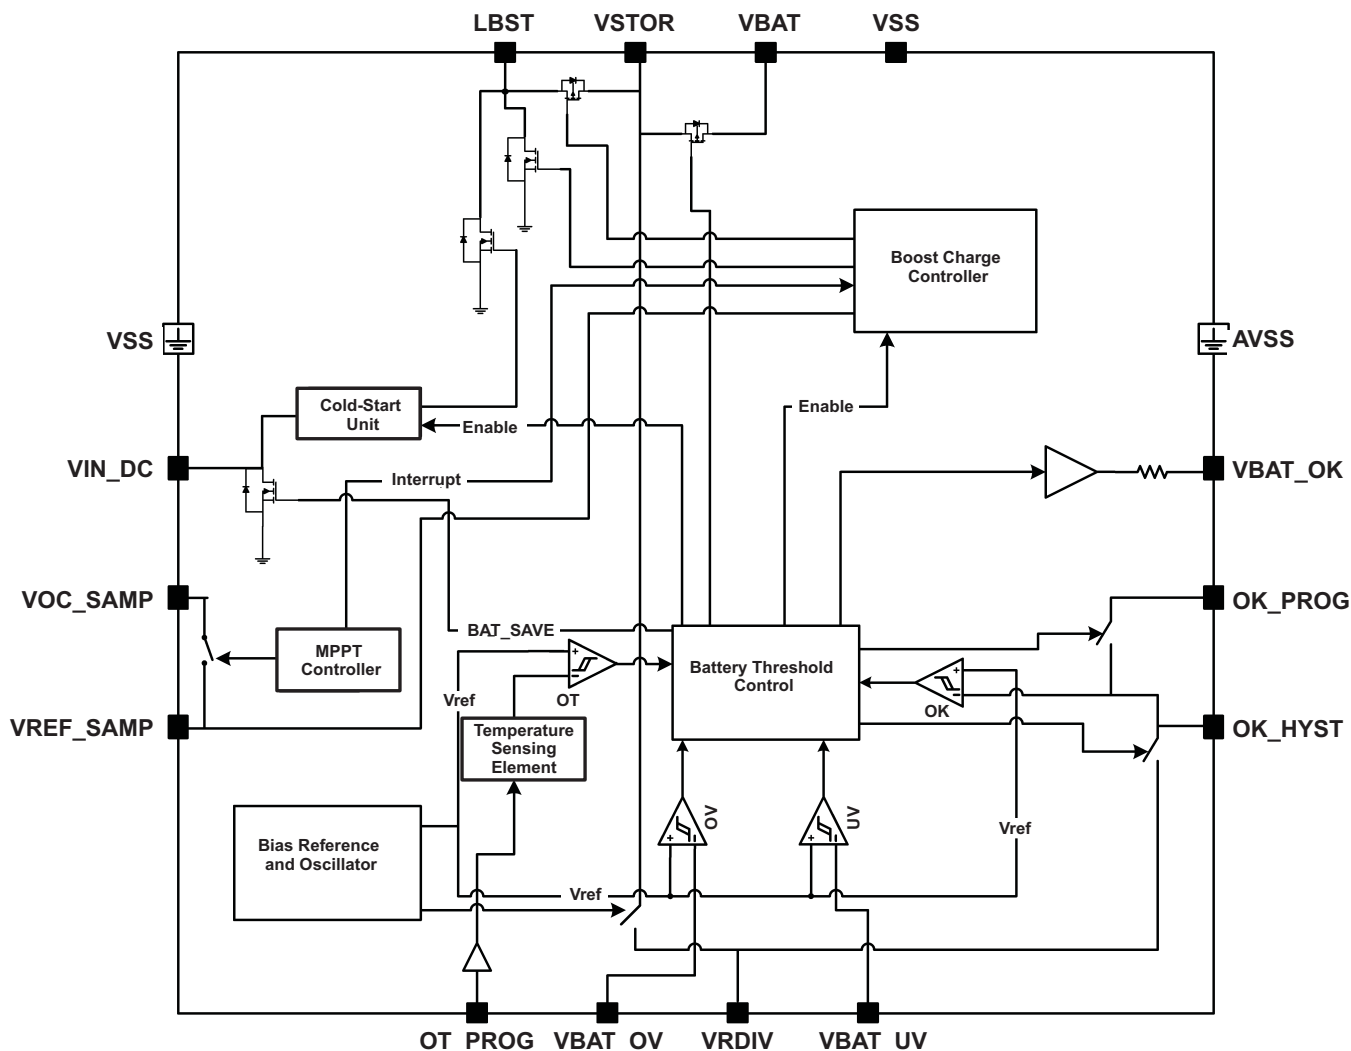 LBST
VSTOR
VBAT
VSS
Boost Charge
Controller
VSS
AVSS
Cold-Start
Unit
Enable
Enable
VIN_DC
Interrupt
VBAT_OK
VOC_SAMP
OK_PROG
BAT_SAVE
MPPT
Controller
+
Battery Threshold
Control
+
Vref
OT
OK
VREF_SAMP
Temperature
Sensing
Element
OK_HYST
OV
UV
+
+
Vref
Bias Reference
and Oscillator
Vref
OT_PROG
VBAT_OV
VRDIV
VBAT_UV